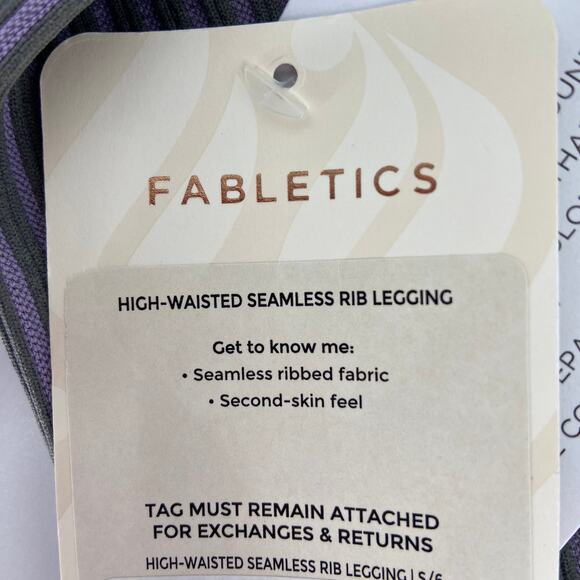 FABLETICS
HIGH-WAISTED SEAMLESS RIB LEGGING
Get to know me:
• Seamless ribbed fabric
• Second-skin feel
TAG MUST REMAIN ATTACHED
FOR EXCHANGES & RETURNS
HIGH-WAISTED SEAMLESS RIB LEGGING | S/6